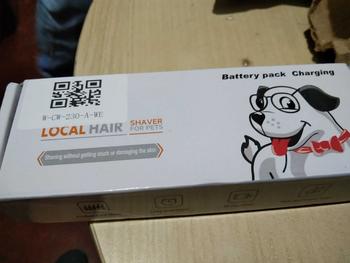 Battery pack Charging
W-CW-230-A-WE
LOCAL HAIR SHAVER FOR PETS
Shaving without getting stuck or damaging the skin